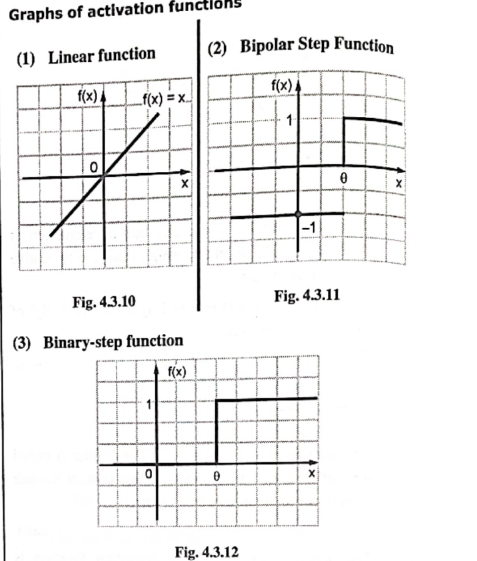 Graphs of activation functions
(1) Linear function
f(x)
f(x) = x
0
x
Fig. 4.3.10
(2) Bipolar Step Function
f(x)
1
θ
x
–1
Fig. 4.3.11
(3) Binary-step function
f(x)
1
0
θ
x
Fig. 4.3.12